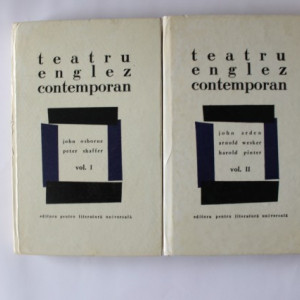 teatru
englez
contemporan
john osborne
peter shaffer
vol. I
editura pentru literatură universală
teatru
englez
contemporan
john arden
arnold wesker
harold pinter
vol. II
editura pentru literatură universală